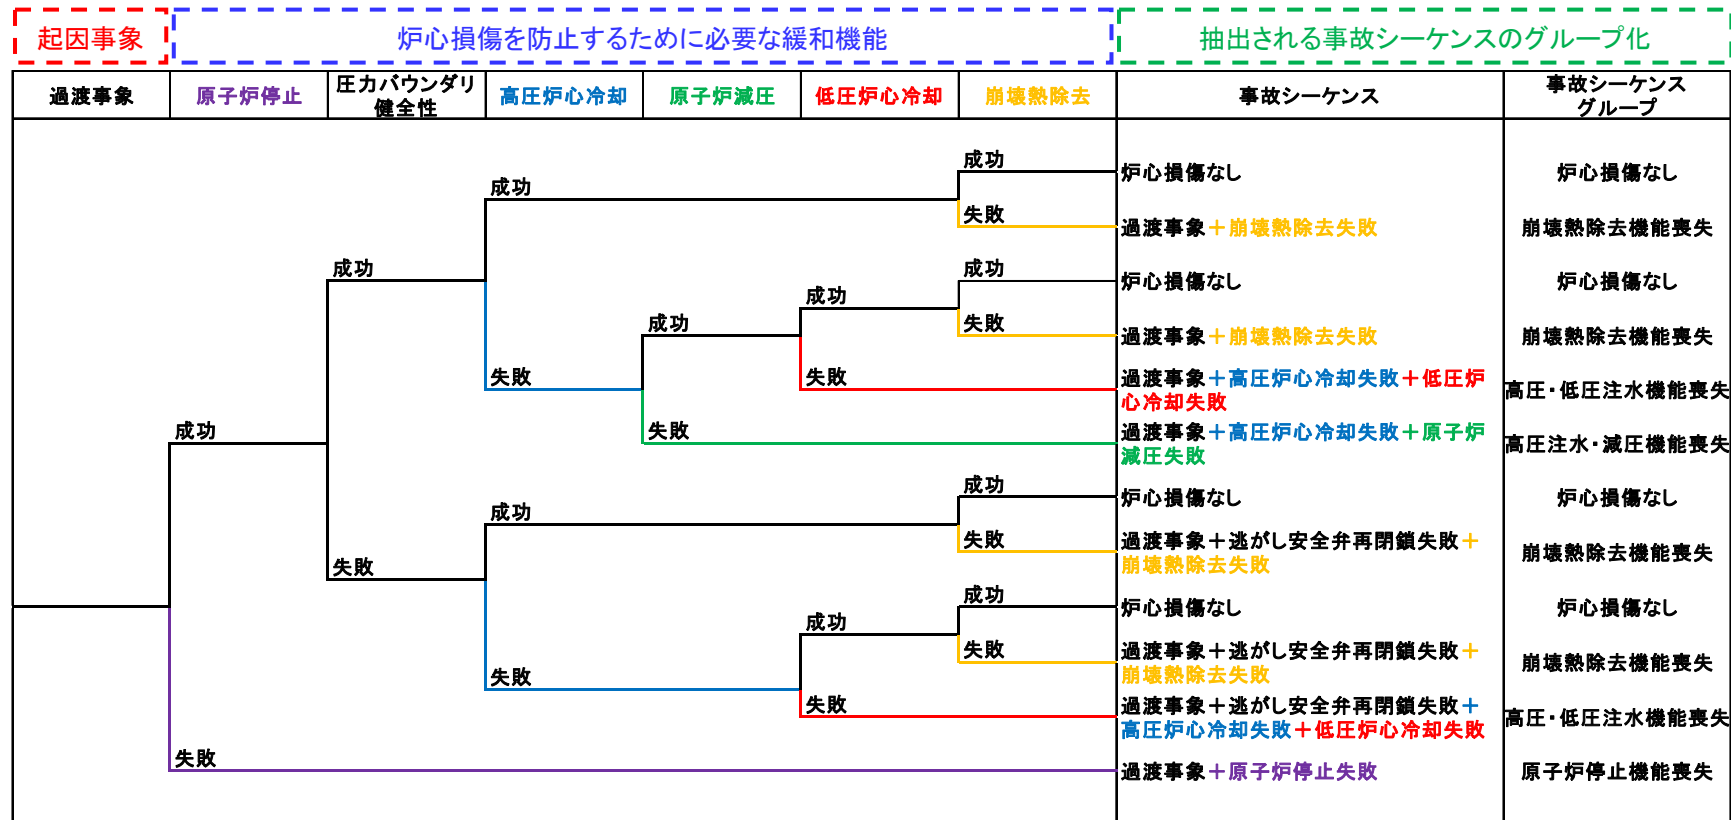 起因事象
炉心損傷を防止するために必要な緩和機能
抽出される事故シーケンスのグループ化
過渡事象
原子炉停止
圧力バウンダリ
健全性
高圧炉心冷却
原子炉減圧
低圧炉心冷却
崩壊熱除去
事故シーケンス
事故シーケンス
グループ
成功
炉心損傷なし
炉心損傷なし
成功
失敗
過渡事象＋崩壊熱除去失敗
崩壊熱除去機能喪失
成功
成功
炉心損傷なし
炉心損傷なし
成功
成功
失敗
過渡事象＋崩壊熱除去失敗
崩壊熱除去機能喪失
失敗
失敗
過渡事象＋高圧炉心冷却失敗＋低圧炉
心冷却失敗
高圧・低圧注水機能喪失
成功
失敗
過渡事象＋高圧炉心冷却失敗＋原子炉
減圧失敗
高圧注水・減圧機能喪失
成功
炉心損傷なし
炉心損傷なし
成功
失敗
過渡事象＋逃がし安全弁再閉鎖失敗＋
崩壊熱除去失敗
崩壊熱除去機能喪失
失敗
成功
炉心損傷なし
炉心損傷なし
成功
失敗
過渡事象＋逃がし安全弁再閉鎖失敗＋
崩壊熱除去失敗
崩壊熱除去機能喪失
失敗
失敗
過渡事象＋逃がし安全弁再閉鎖失敗＋
高圧炉心冷却失敗＋低圧炉心冷却失敗
高圧・低圧注水機能喪失
失敗
過渡事象＋原子炉停止失敗
原子炉停止機能喪失